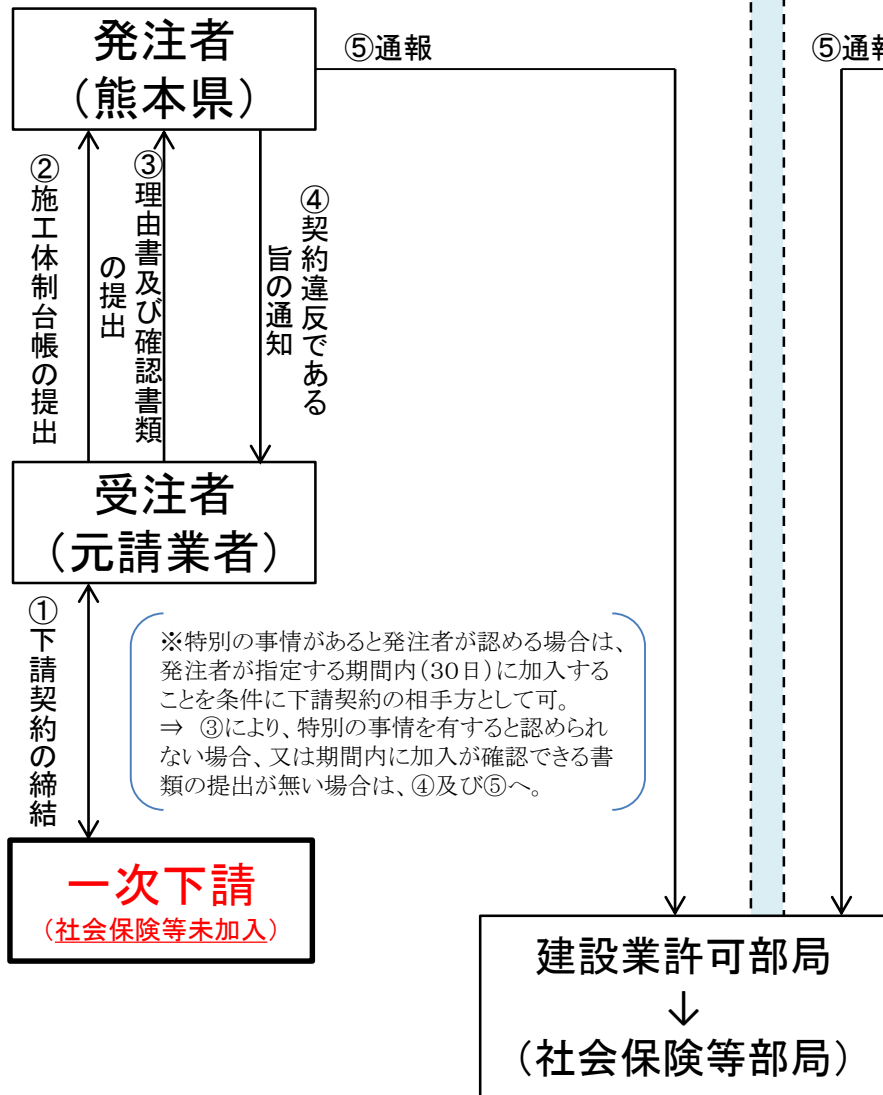 発注者
（熊本県）
⑤通報
⑤通報
②施工体制台帳の提出
③理由書及び確認書類
の提出
④契約違反である
旨の通知
受注者
（元請業者）
①下請契約の締結
※特別の事情があると発注者が認める場合は、
発注者が指定する期間内（30日）に加入する
ことを条件に下請契約の相手方として可。
⇒　③により、特別の事情を有すると認められ
ない場合、又は期間内に加入が確認できる書
類の提出が無い場合は、④及び⑤へ。
一次下請
（社会保険等未加入）
建設業許可部局
↓
（社会保険等部局）